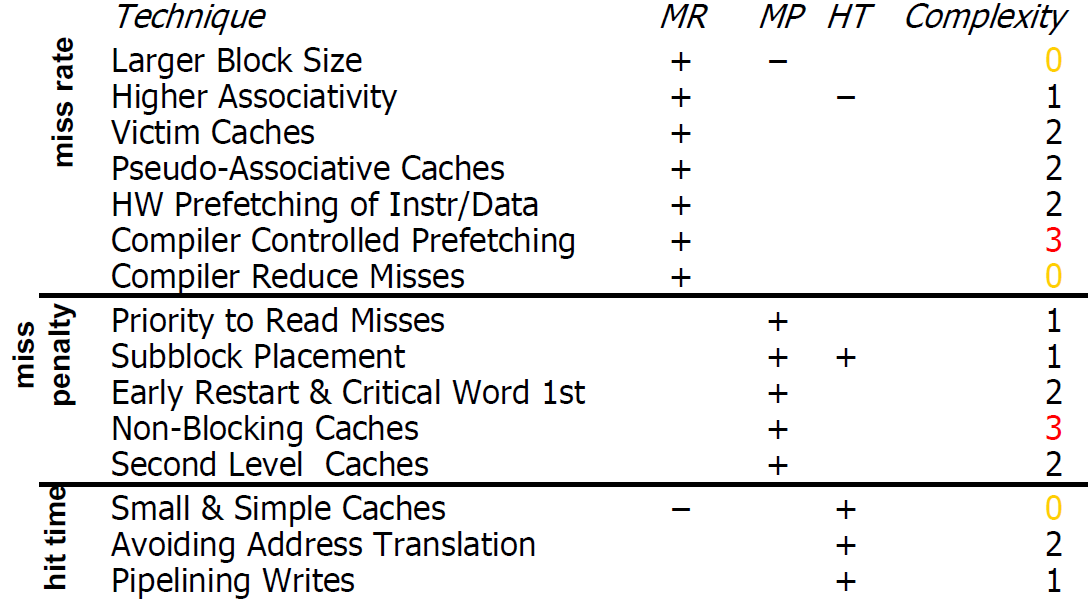 Technique MR MP HT Complexity
miss rate
Larger Block Size + – 0
Higher Associativity + – 1
Victim Caches + 2
Pseudo-Associative Caches + 2
HW Prefetching of Instr/Data + 2
Compiler Controlled Prefetching + 3
Compiler Reduce Misses + 0
miss
penalty
Priority to Read Misses + 1
Subblock Placement + + 1
Early Restart & Critical Word 1st + 2
Non-Blocking Caches + 3
Second Level Caches + 2
hit time
Small & Simple Caches – + 0
Avoiding Address Translation + 2
Pipelining Writes + 1